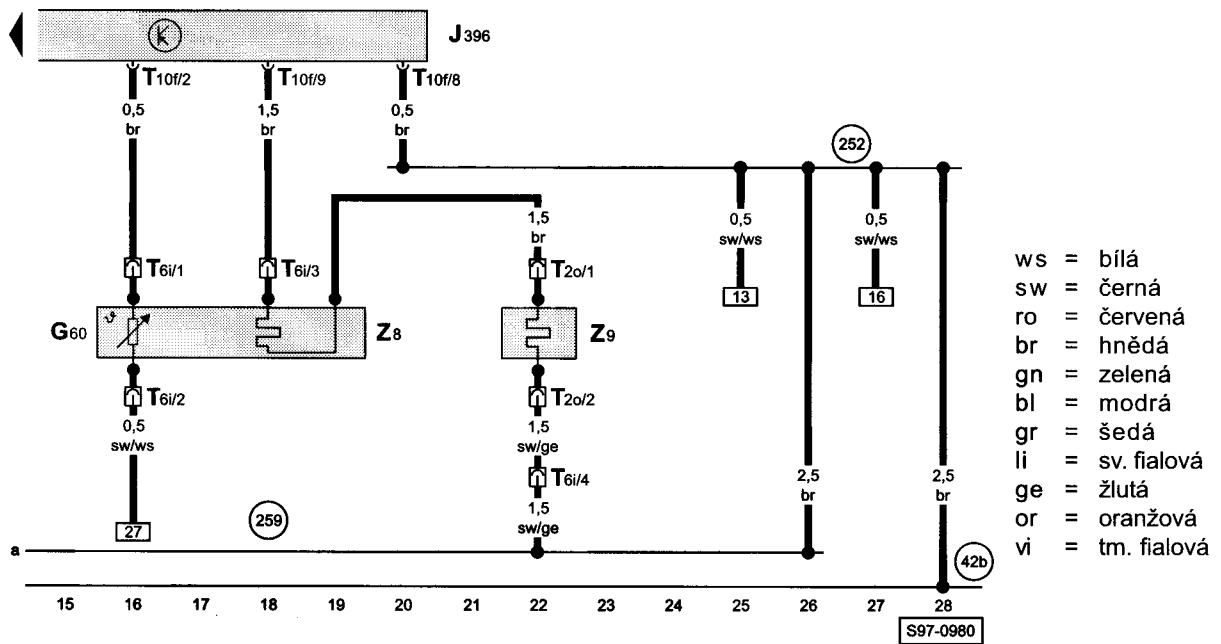 J396
T10f/2
T10f/9
T10f/8
0,5
br
1,5
br
0,5
br
252
1,5
br
0,5
sw/ws
0,5
sw/ws
T6i/1
T6i/3
T2o/1
13
16
G60
Z8
Z9
T6i/2
T2o/2
0,5
sw/ws
1,5
sw/ge
T6i/4
2,5
br
2,5
br
27
259
1,5
sw/ge
a
42b
15 16 17 18 19 20 21 22 23 24 25 26 27 28
S97-0980
ws = bílá
sw = černá
ro = červená
br = hnědá
gn = zelená
bl = modrá
gr = šedá
li = sv. fialová
ge = žlutá
or = oranžová
vi = tm. fialová